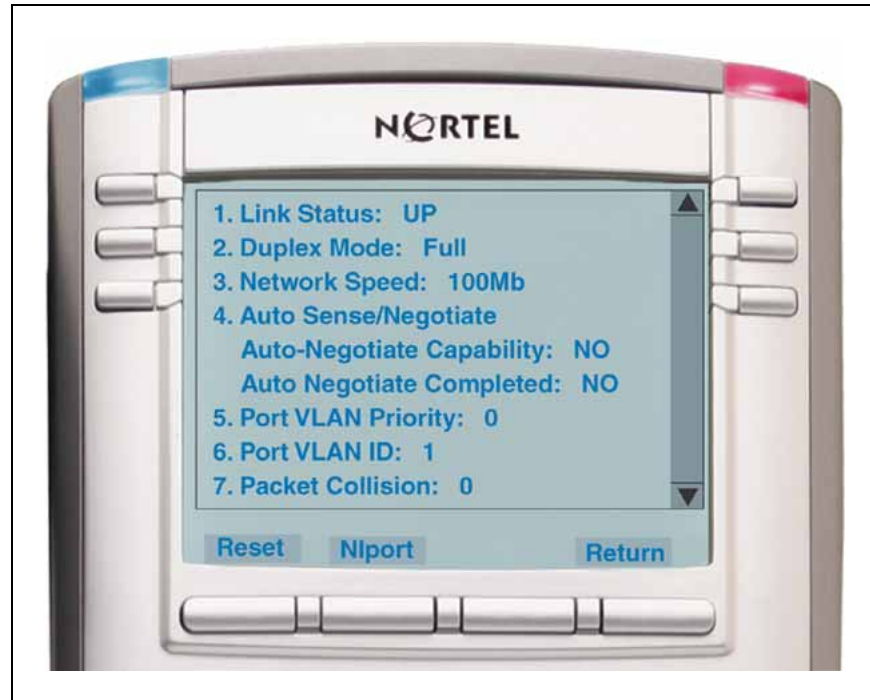 NORTEL
1. Link Status: UP
2. Duplex Mode: Full
3. Network Speed: 100Mb
4. Auto Sense/Negotiate
Auto-Negotiate Capability: NO
Auto Negotiate Completed: NO
5. Port VLAN Priority: 0
6. Port VLAN ID: 1
7. Packet Collision: 0
Reset NIport Return